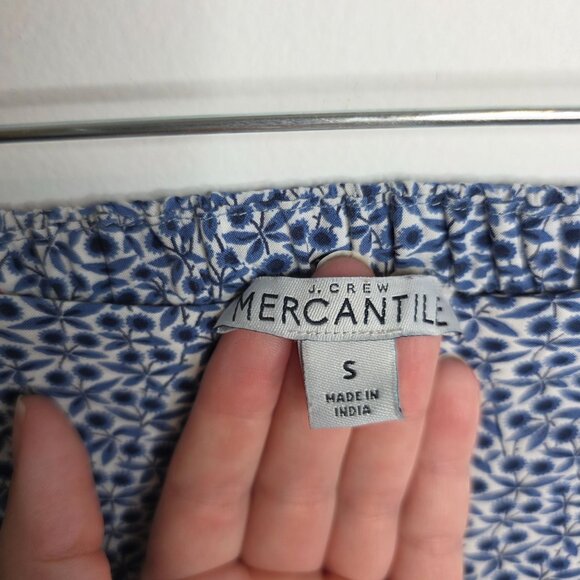 J. CREW
MERCANTILE
S
MADE IN
INDIA